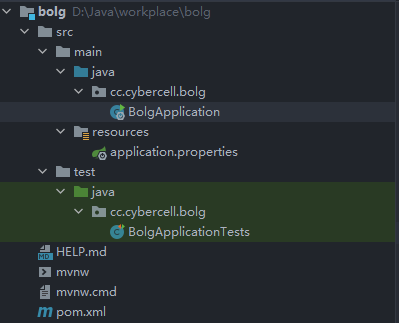 bolg D:\Java\workplace\bolg
src
main
java
cc.cybercell.bolg
BolgApplication
resources
application.properties
test
java
cc.cybercell.bolg
BolgApplicationTests
HELP.md
mvnw
mvnw.cmd
pom.xml